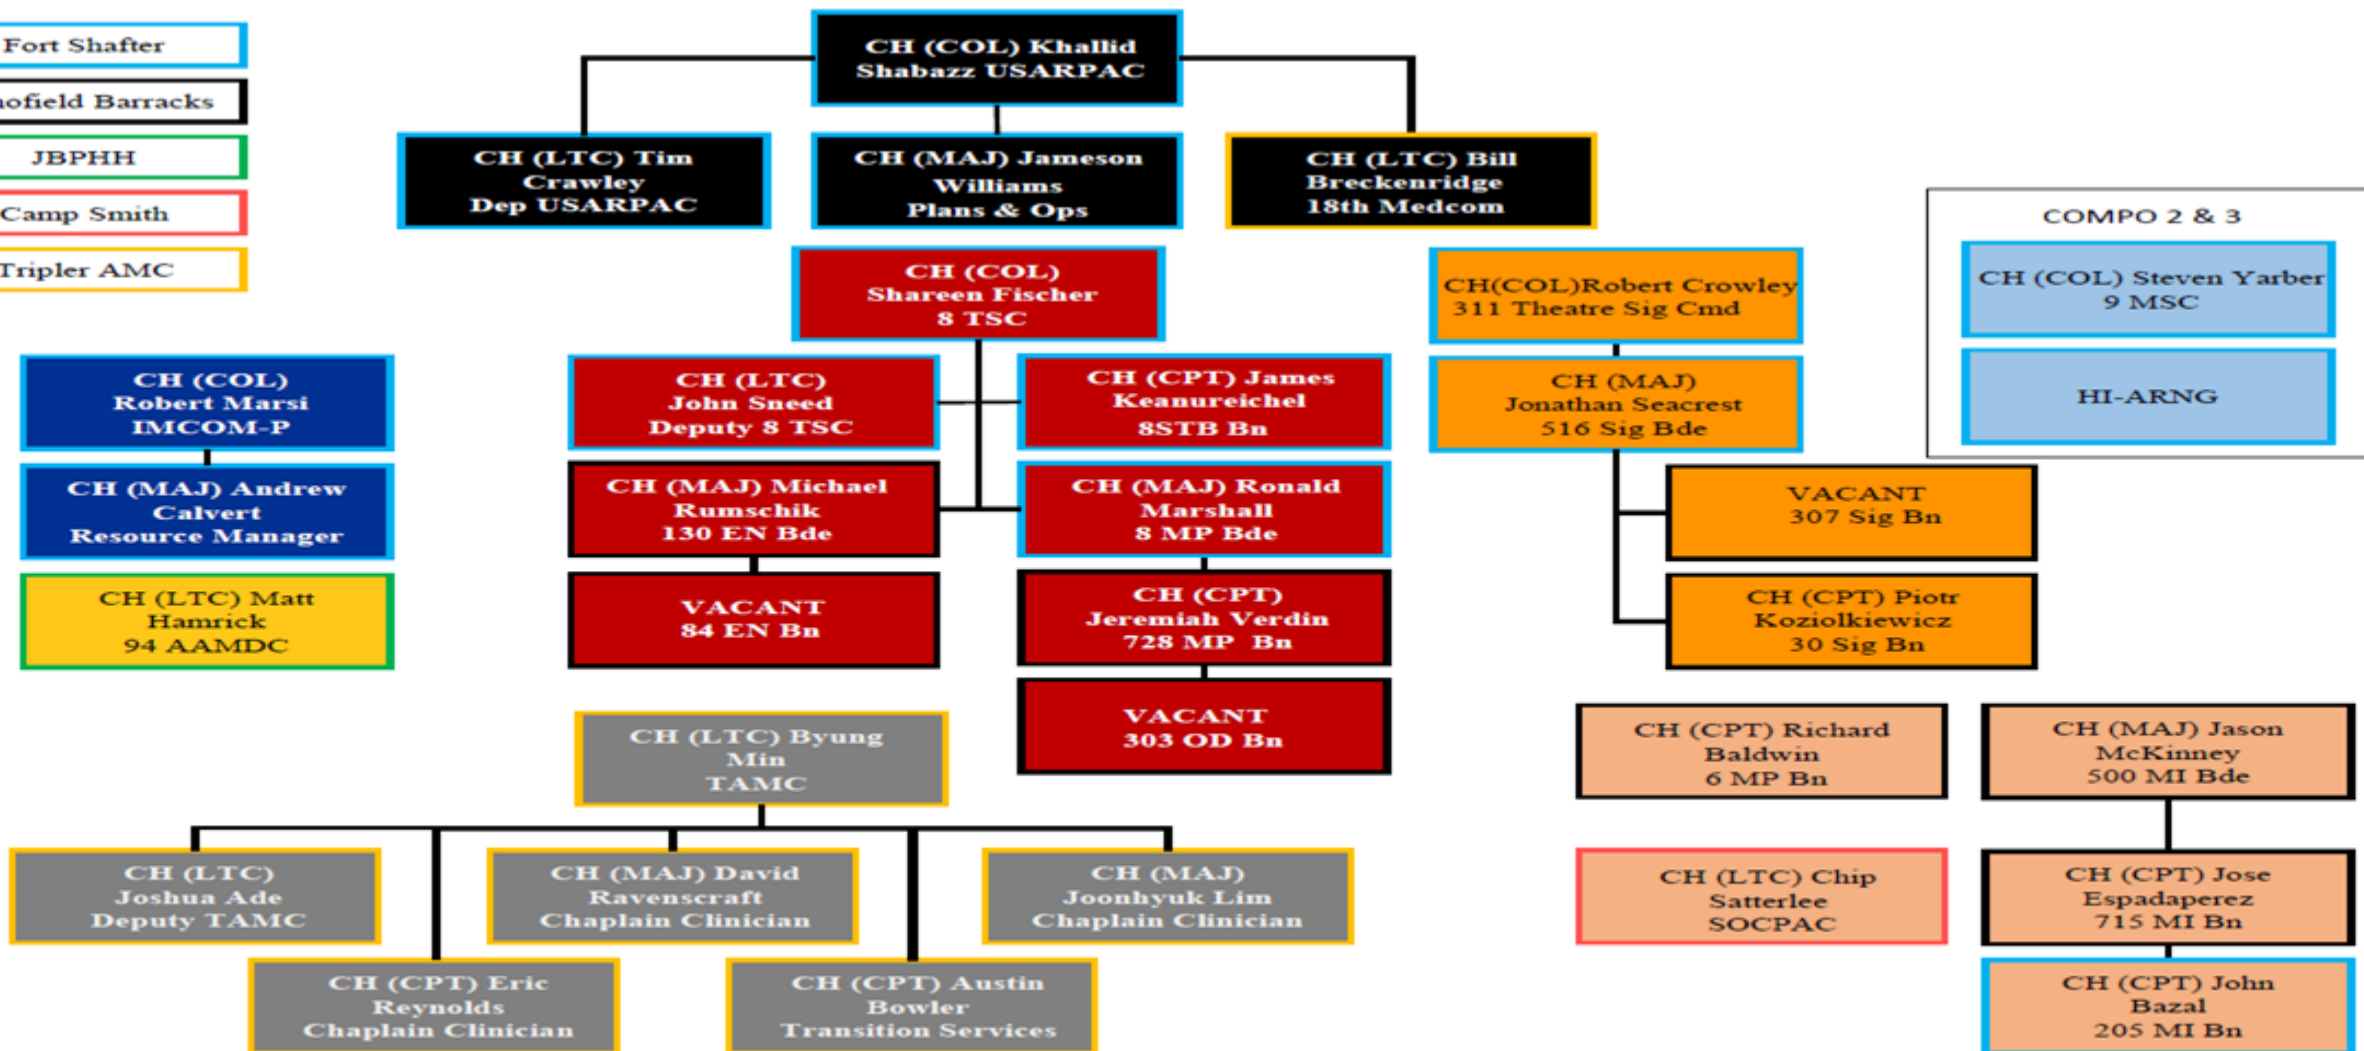 Fort Shafter
nofield Barracks
JBPHH
Camp Smith
Tripler AMC
CH (COL) Khallid
Shabazz USARPAC
CH (LTC) Tim
Crawley
Dep USARPAC
CH (MAJ) Jameson
Williams
Plans & Ops
CH (LTC) Bill
Breckenridge
18th Medcom
COMPO 2 & 3
CH (COL) Steven Yarber
9 MSC
HI-ARNG
CH (COL)
Shareen Fischer
8 TSC
CH(COL)Robert Crowley
311 Theatre Sig Cmd
CH (COL)
Robert Marsi
IMCOM-P
CH (LTC)
John Sneed
Deputy 8 TSC
CH (CPT) James
Keanureichel
8STB Bn
CH (MAJ)
Jonathan Seacrest
516 Sig Bde
CH (MAJ) Andrew
Calvert
Resource Manager
CH (MAJ) Michael
Rumschik
130 EN Bde
CH (MAJ) Ronald
Marshall
8 MP Bde
VACANT
307 Sig Bn
CH (LTC) Matt
Hamrick
94 AAMDC
VACANT
84 EN Bn
CH (CPT)
Jeremiah Verdin
728 MP Bn
CH (CPT) Piotr
Koziolkiewicz
30 Sig Bn
VACANT
303 OD Bn
CH (LTC) Byung
Min
TAMC
CH (CPT) Richard
Baldwin
6 MP Bn
CH (MAJ) Jason
McKinney
500 MI Bde
CH (LTC)
Joshua Ade
Deputy TAMC
CH (MAJ) David
Ravenscraft
Chaplain Clinician
CH (MAJ)
Joonhyuk Lim
Chaplain Clinician
CH (LTC) Chip
Satterlee
SOCPAC
CH (CPT) Jose
Espadaperez
715 MI Bn
CH (CPT) Eric
Reynolds
Chaplain Clinician
CH (CPT) Austin
Bowler
Transition Services
CH (CPT) John
Bazal
205 MI Bn